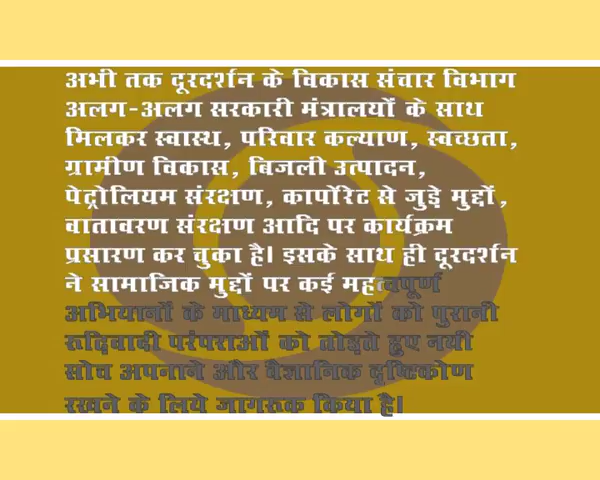 अभी तक दूरदर्शन के विकास संचार विभाग
अलग-अलग सरकारी मंत्रालयों के साथ
मिलकर स्वास्थ, परिवार कल्याण, स्वच्छता,
ग्रामीण विकास, बिजली उत्पादन,
पेट्रोलियम संरक्षण, कार्पोरेट से जुड़े मुद्दों,
वातावरण संरक्षण आदि पर कार्यक्रम
प्रसारण कर चुका है। इसके साथ ही दूरदर्शन
ने सामाजिक मुद्दों पर कई महत्वपूर्ण
अभियानों के माध्यम से लोगों को पुरानी
रूढ़िवादी परंपराओं को तोड़ते हुए नयी
सोच अपनाने और वैज्ञानिक दृष्टिकोण
रखने के लिये जागरूक किया है।